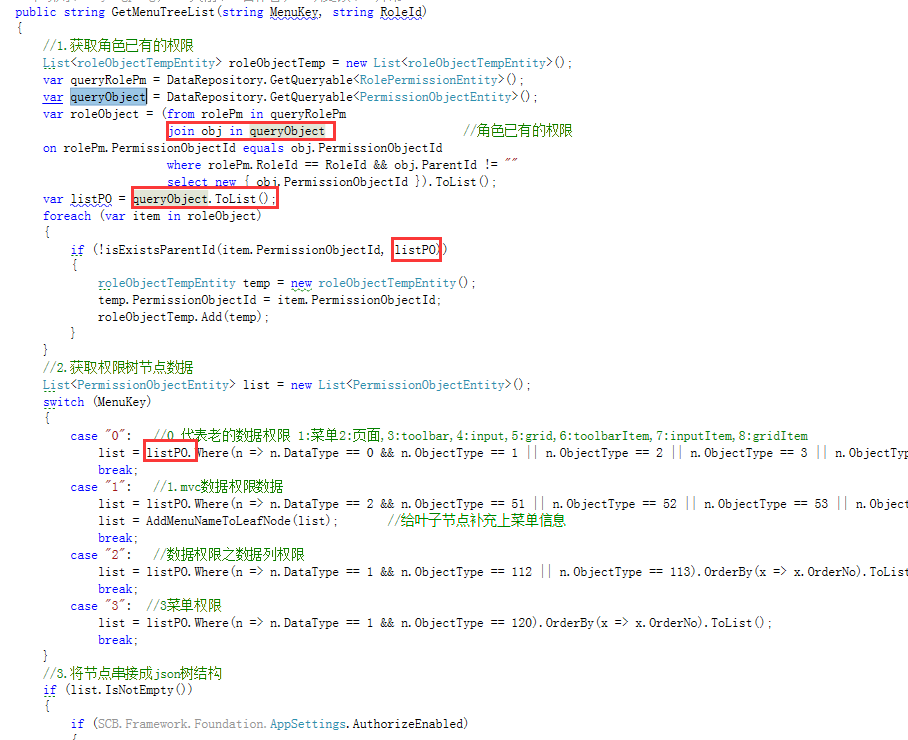 public string GetMenuTreeList(string MenuKey, string RoleId)
{
//1.获取角色已有的权限
List<roleObjectTempEntity> roleObjectTemp = new List<roleObjectTempEntity>();
var queryRolePm = DataRepository.GetQueryable<RolePermissionEntity>();
var queryObject = DataRepository.GetQueryable<PermissionObjectEntity>();
var roleObject = (from rolePm in queryRolePm
join obj in queryObject //角色已有的权限
on rolePm.PermissionObjectId equals obj.PermissionObjectId
where rolePm.RoleId == RoleId && obj.ParentId != ""
select new { obj.PermissionObjectId }).ToList();
var listPO = queryObject.ToList();
foreach (var item in roleObject)
{
if (!isExistsParentId(item.PermissionObjectId, listPO))
{
roleObjectTempEntity temp = new roleObjectTempEntity();
temp.PermissionObjectId = item.PermissionObjectId;
roleObjectTemp.Add(temp);
}
}
//2.获取权限树节点数据
List<PermissionObjectEntity> list = new List<PermissionObjectEntity>();
switch (MenuKey)
{
case "0": //0 代表老的数据权限 1:菜单2:页面,3:toolbar,4:input,5:grid,6:toolbarItem,7:inputItem,8:gridItem
list = listPO.Where(n => n.DataType == 0 && n.ObjectType == 1 || n.ObjectType == 2 || n.ObjectType == 3 || n.ObjectTyp
break;
case "1": //1.mvc数据权限数据
list = listPO.Where(n => n.DataType == 2 && n.ObjectType == 51 || n.ObjectType == 52 || n.ObjectType == 53 || n.Object
list = AddMenuNameToLeafNode(list); //给叶子节点补充上菜单信息
break;
case "2": //数据权限之数据列权限
list = listPO.Where(n => n.DataType == 1 && n.ObjectType == 112 || n.ObjectType == 113).OrderBy(x => x.OrderNo).ToList
break;
case "3": //3菜单权限
list = listPO.Where(n => n.DataType == 1 && n.ObjectType == 120).OrderBy(x => x.OrderNo).ToList();
break;
}
//3.将节点串接成json树结构
if (list.IsNotEmpty())
{
if (SCB.Framework.Foundation.AppSettings.AuthorizeEnabled)